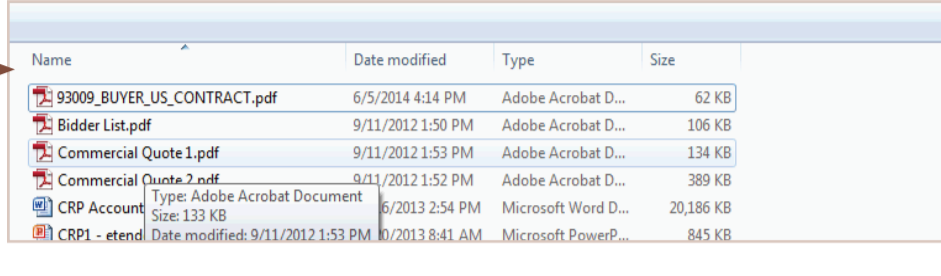 Name Date modified Type Size
93009_BUYER_US_CONTRACT.pdf 6/5/2014 4:14 PM Adobe Acrobat D... 62 KB
Bidder List.pdf 9/11/2012 1:50 PM Adobe Acrobat D... 106 KB
Commercial Quote 1.pdf 9/11/2012 1:53 PM Adobe Acrobat D... 134 KB
Commercial Quote 2.pdf 9/11/2012 1:52 PM Adobe Acrobat D... 389 KB
Type: Adobe Acrobat Document
CRP Account 6/2013 2:54 PM Microsoft Word D... 20,186 KB
Size: 133 KB
CRP1 - etend 0/2013 8:41 AM Microsoft PowerP... 845 KB
Date modified: 9/11/2012 1:53 PM